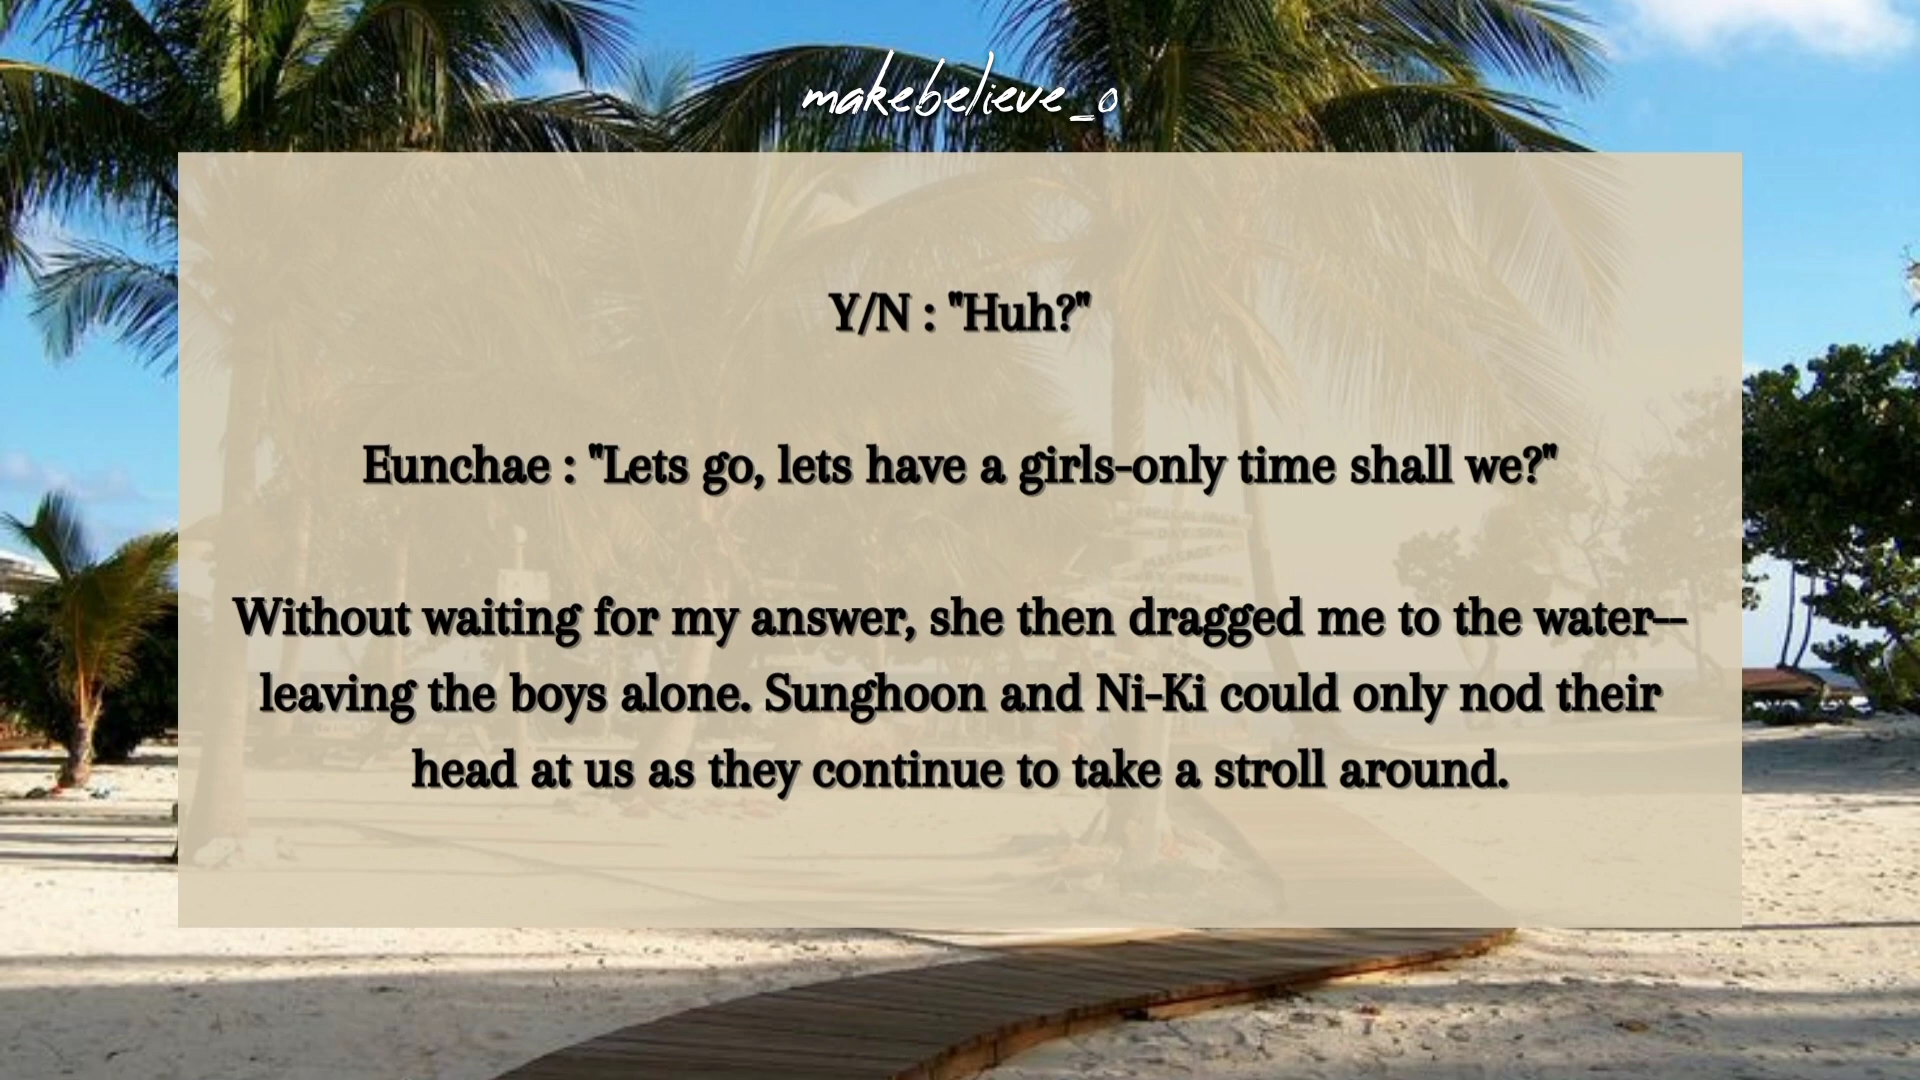 makebelieve_o
Y/N : "Huh?"
Eunchae : "Lets go, lets have a girls-only time shall we?"
Without waiting for my answer, she then dragged me to the water--
leaving the boys alone. Sunghoon and Ni-Ki could only nod their
head at us as they continue to take a stroll around.